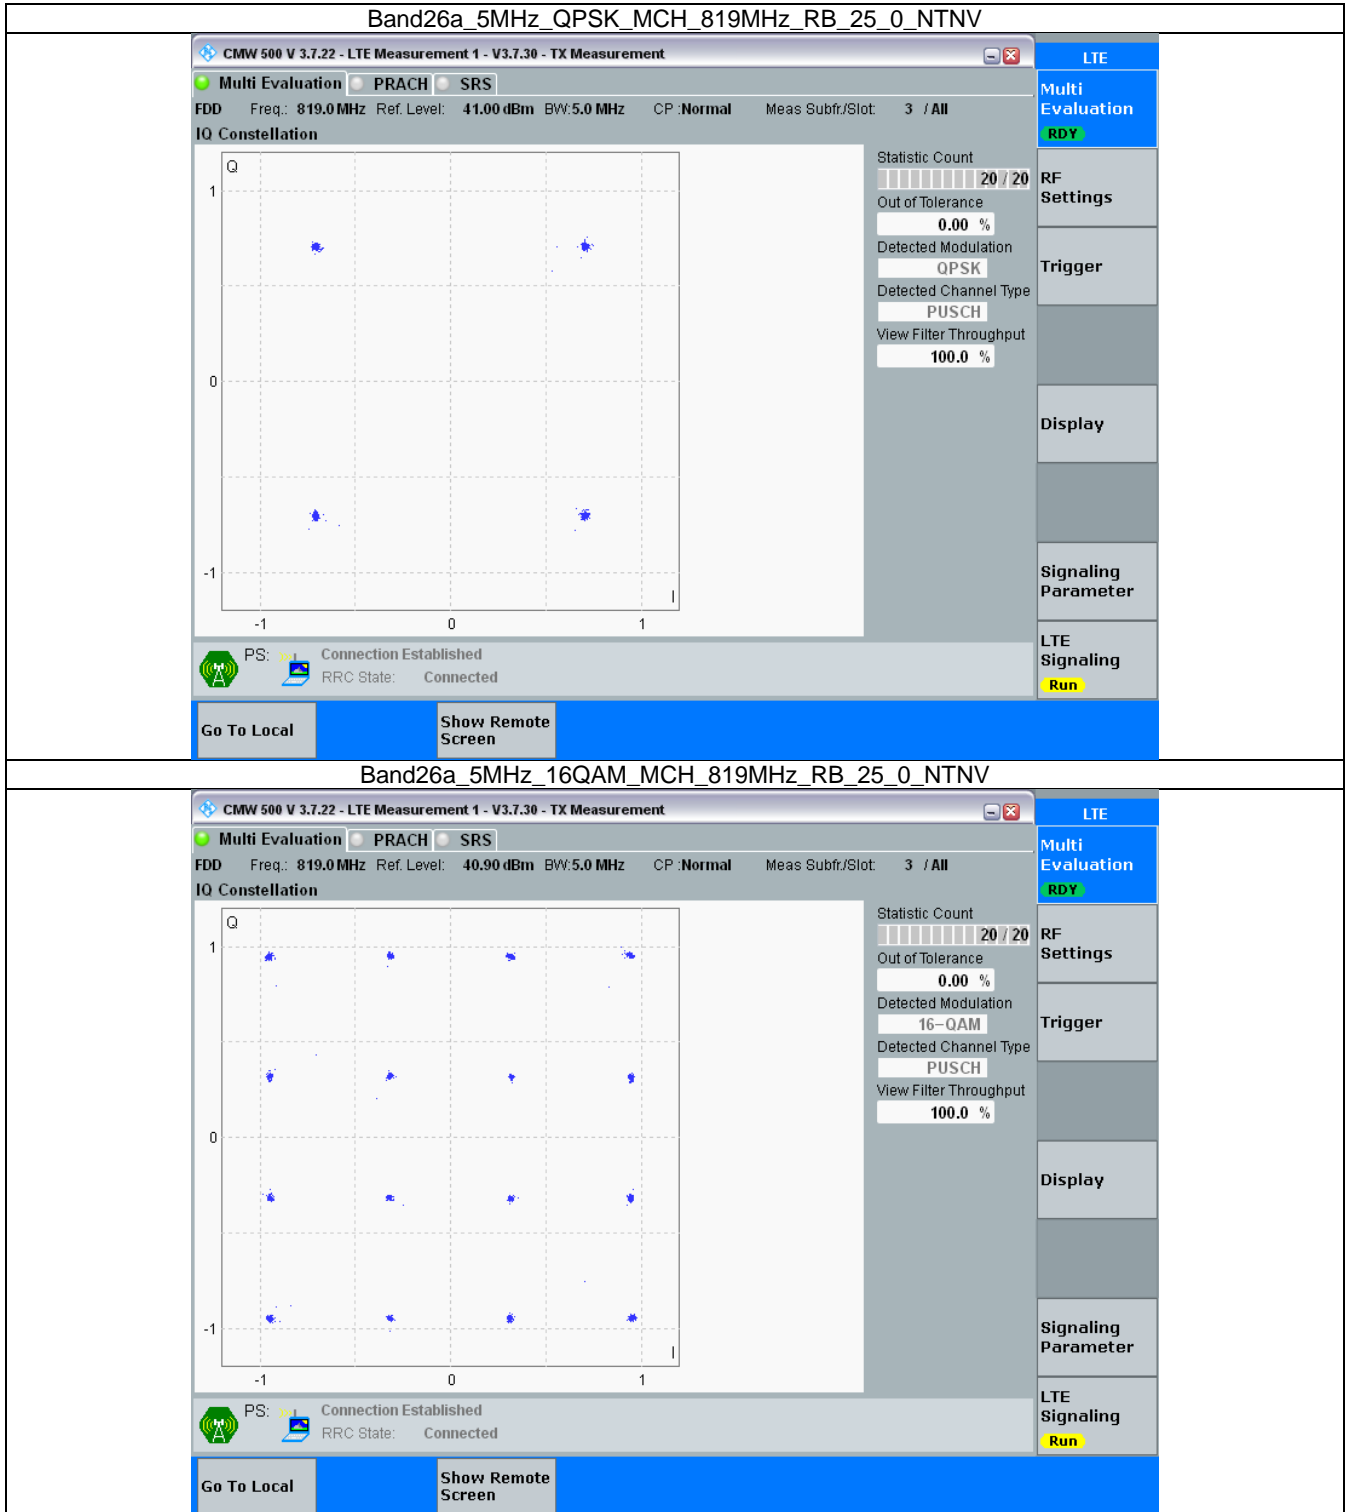 Band26a_5MHz_QPSK_MCH_819MHz_RB_25_0_NTNV
CMW 500 V 3.7.22 - LTE Measurement 1 - V3.7.30 - TX Measurement
LTE
Multi Evaluation PRACH SRS
Multi
Evaluation
RDY
FDD Freq.: 819.0 MHz Ref. Level: 41.00 dBm BW: 5.0 MHz CP : Normal Meas Subfr./Slot: 3 / All
IQ Constellation
Q
1
0
-1
I
-1 0 1
Statistic Count
20 / 20
Out of Tolerance
0.00 %
Detected Modulation
QPSK
Detected Channel Type
PUSCH
View Filter Throughput
100.0 %
RF
Settings
Trigger
Display
Signaling
Parameter
LTE
Signaling
Run
PS: Connection Established
RRC State: Connected
Go To Local
Show Remote
Screen
Band26a_5MHz_16QAM_MCH_819MHz_RB_25_0_NTNV
CMW 500 V 3.7.22 - LTE Measurement 1 - V3.7.30 - TX Measurement
LTE
Multi Evaluation PRACH SRS
Multi
Evaluation
RDY
FDD Freq.: 819.0 MHz Ref. Level: 40.90 dBm BW: 5.0 MHz CP : Normal Meas Subfr./Slot: 3 / All
IQ Constellation
Q
1
0
-1
I
-1 0 1
Statistic Count
20 / 20
Out of Tolerance
0.00 %
Detected Modulation
16-QAM
Detected Channel Type
PUSCH
View Filter Throughput
100.0 %
RF
Settings
Trigger
Display
Signaling
Parameter
LTE
Signaling
Run
PS: Connection Established
RRC State: Connected
Go To Local
Show Remote
Screen